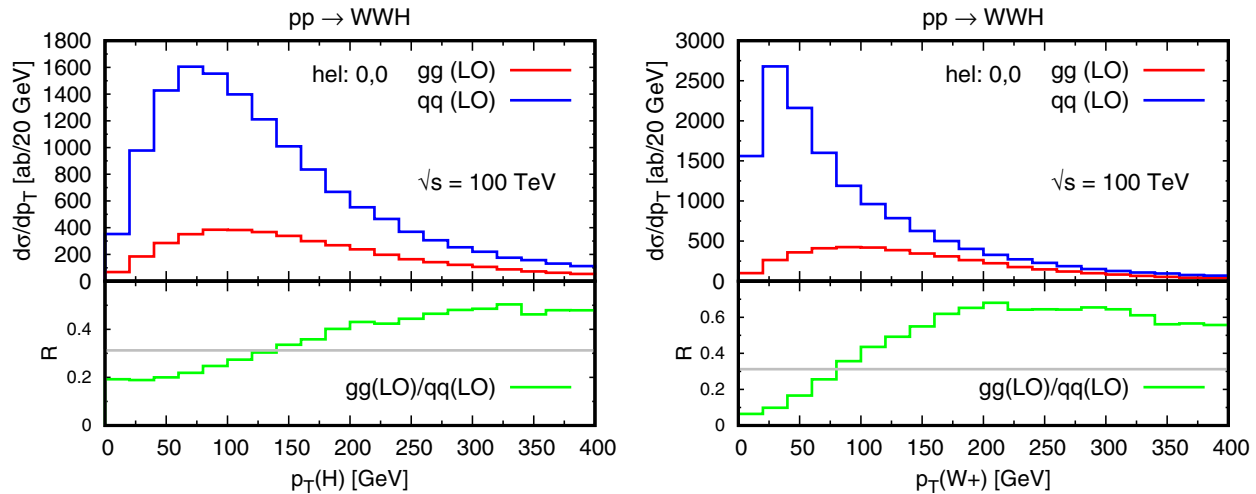 pp → WWH
dσ/dp_T [ab/20 GeV]
1800
1600
1400
1200
1000
800
600
400
200
0
hel: 0,0
gg (LO)
qq (LO)
√s = 100 TeV
R
0.4
0.2
0
gg(LO)/qq(LO)
0 50 100 150 200 250 300 350 400
p_T(H) [GeV]
pp → WWH
dσ/dp_T [ab/20 GeV]
3000
2500
2000
1500
1000
500
0
hel: 0,0
gg (LO)
qq (LO)
√s = 100 TeV
R
0.6
0.4
0.2
0
gg(LO)/qq(LO)
0 50 100 150 200 250 300 350 400
p_T(W+) [GeV]